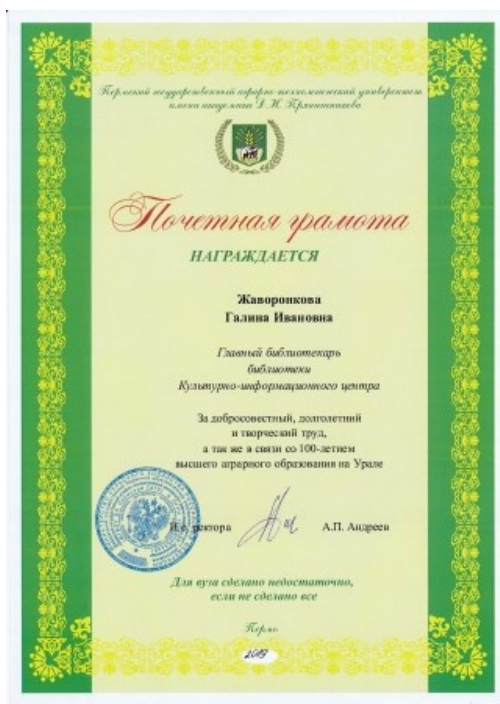 Пермский государственный аграрно-технологический университет
имени академика Д.Н. Прянишникова
Почетная грамота
НАГРАЖДАЕТСЯ
Жаворонкова
Галина Ивановна
Главный библиотекарь
библиотеки
Культурно-информационного центра
За добросовестный, долголетний
и творческий труд,
а так же в связи со 100-летием
высшего аграрного образования на Урале
И.о. ректора А.П. Андреев
Для вуза сделано недостаточно,
если не сделано все
Пермь